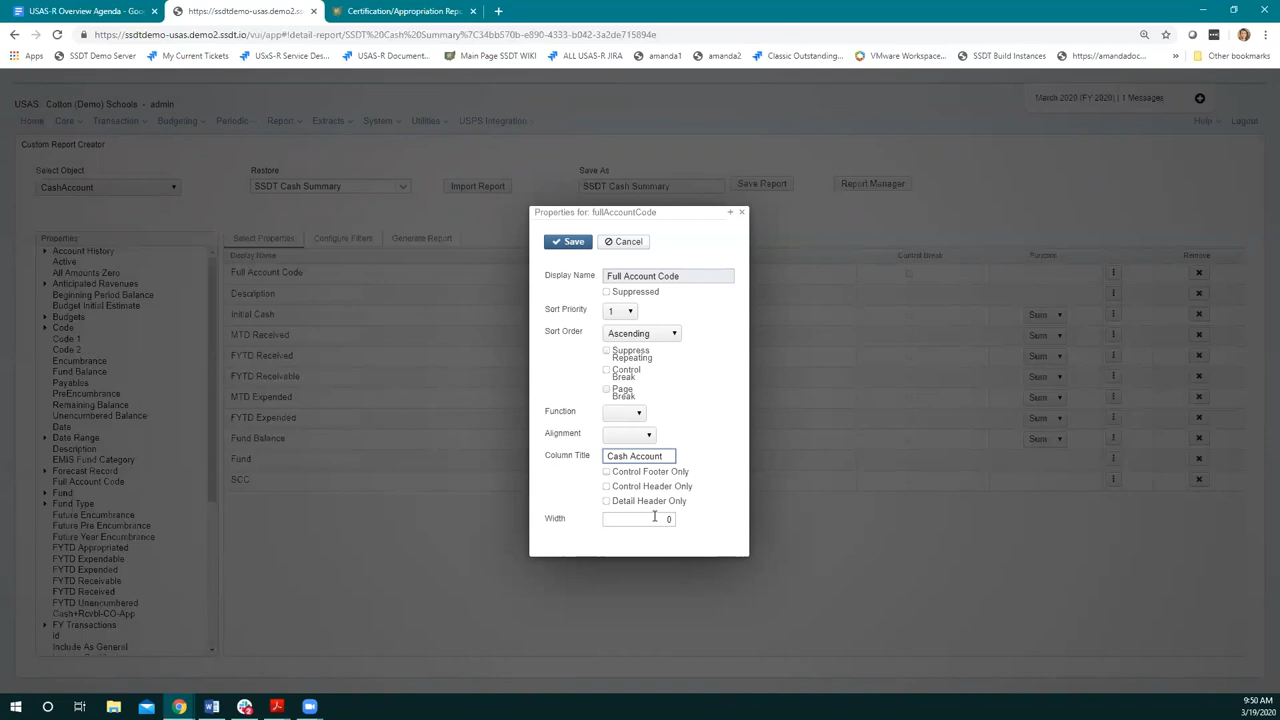 USAS-R Overview Agenda - Goo
https://ssdtdemo-usas.demo2.ssdt.io
Certification/Appropriation Repo
https://ssdtdemo-usas.demo2.ssdt.io/vui/app#!detail-report/SSDT%20Cash%20Summary%7C34bb570b-e890-4333-b042-3a2de715894e
Apps
SSDT Demo Server
My Current Tickets
USxS-R Service Des...
USAS-R Document...
Main Page SSDT WIKI
ALL USAS-R JIRA
amanda1
amanda2
Classic Outstanding...
VMware Workspace...
SSDT Build Instances
https://amandadoc...
»
Other bookmarks
USAS Cotton (Demo) Schools - admin
March 2020 (FY 2020) | 1 Messages
Home Core Transaction Budgeting Periodic Report Extracts System Utilities USPS Integration
Help Logout
Custom Report Creator
Select Object
Restore
Save As
CashAccount
SSDT Cash Summary
Import Report
SSDT Cash Summary
Save Report
Report Manager
Properties
Account History
Active
All Amounts Zero
Anticipated Revenues
Beginning Period Balance
Budget Initial Estimate
Budgets
Code
Code 1
Code 2
Encumbrance
Fund Balance
Payables
PreEncumbrance
Remaining Balance
Unencumbered Balance
Date
Date Range
Description
EMIS Fund Category
Forecast Record
Full Account Code
Fund
Fund Type
Future Encumbrance
Future Pre Encumbrance
Future Year Encumbrance
FYTD Appropriated
FYTD Expendable
FYTD Expended
FYTD Receivable
FYTD Received
FYTD Unencumbered
Cash+Rcvbl-CO-App
FY Transactions
Id
Include As General
Select Properties Configure Filters Generate Report
Display Name
Control Break
Function
Remove
Full Account Code
Description
Initial Cash
Sum
MTD Received
Sum
FYTD Received
Sum
FYTD Receivable
Sum
MTD Expended
Sum
FYTD Expended
Sum
Fund Balance
Sum
Fund
SCC
Properties for: fullAccountCode
Save
Cancel
Display Name
Full Account Code
Suppressed
Sort Priority
1
Sort Order
Ascending
Suppress
Repeating
Control
Break
Page
Break
Function
Alignment
Column Title
Cash Account
Control Footer Only
Control Header Only
Detail Header Only
Width
0
9:50 AM
3/19/2020